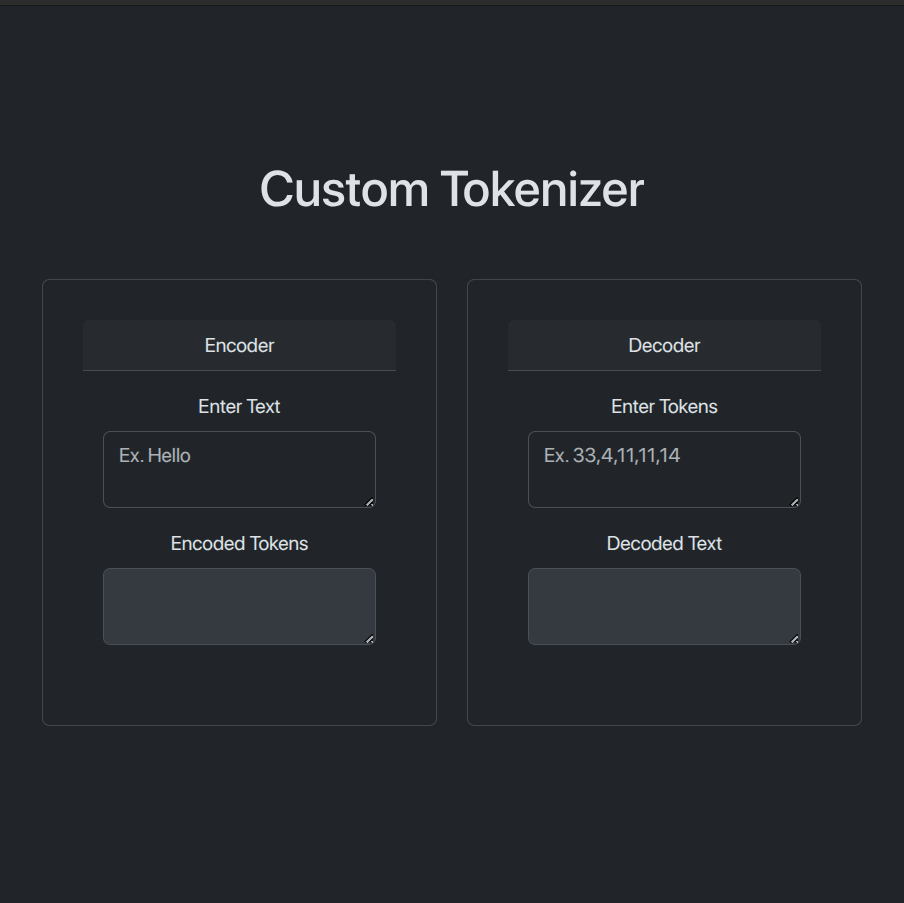 Custom Tokenizer
Encoder
Enter Text
Ex. Hello
Encoded Tokens
Decoder
Enter Tokens
Ex. 33,4,11,11,14
Decoded Text